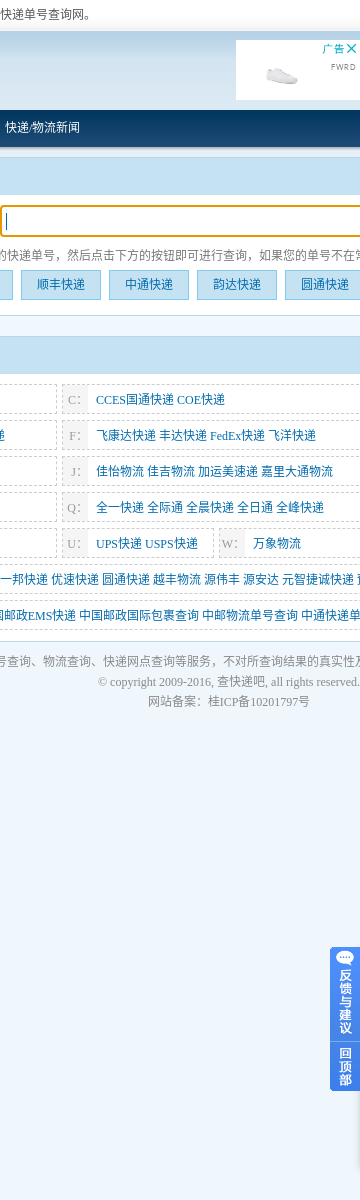 快递单号查询网。
广告
FWRD
快递/物流新闻
的快递单号，然后点击下方的按钮即可进行查询，如果您的单号不在常
顺丰快递 中通快递 韵达快递 圆通快递
C： CCES国通快递 COE快递
递 F： 飞康达快递 丰达快递 FedEx快递 飞洋快递
J： 佳怡物流 佳吉物流 加运美速递 嘉里大通物流
Q： 全一快递 全际通 全晨快递 全日通 全峰快递
U： UPS快递 USPS快递 W： 万象物流
一邦快递 优速快递 圆通快递 越丰物流 源伟丰 源安达 元智捷诚快递
国邮政EMS快递 中国邮政国际包裹查询 中邮物流单号查询 中通快递单
号查询、物流查询、快递网点查询等服务，不对所查询结果的真实性及
© copyright 2009-2016, 查快递吧, all rights reserved.
网站备案：桂ICP备10201797号
反馈与建议
回顶部